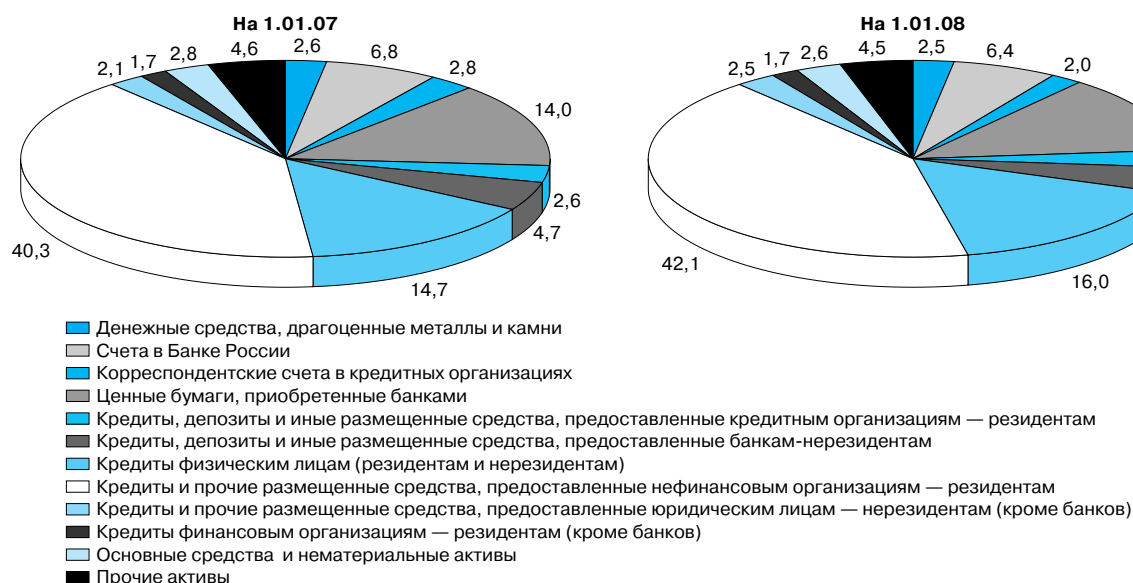 На 1.01.07
2,6
6,8
2,8
14,0
2,6
4,7
14,7
40,3
2,1
1,7
2,8
4,6
На 1.01.08
2,5
6,4
2,0
16,0
42,1
2,5
1,7
2,6
4,5
Денежные средства, драгоценные металлы и камни
Счета в Банке России
Корреспондентские счета в кредитных организациях
Ценные бумаги, приобретенные банками
Кредиты, депозиты и иные размещенные средства, предоставленные кредитным организациям — резидентам
Кредиты, депозиты и иные размещенные средства, предоставленные банкам-нерезидентам
Кредиты физическим лицам (резидентам и нерезидентам)
Кредиты и прочие размещенные средства, предоставленные нефинансовым организациям — резидентам
Кредиты и прочие размещенные средства, предоставленные юридическим лицам — нерезидентам (кроме банков)
Кредиты финансовым организациям — резидентам (кроме банков)
Основные средства и нематериальные активы
Прочие активы